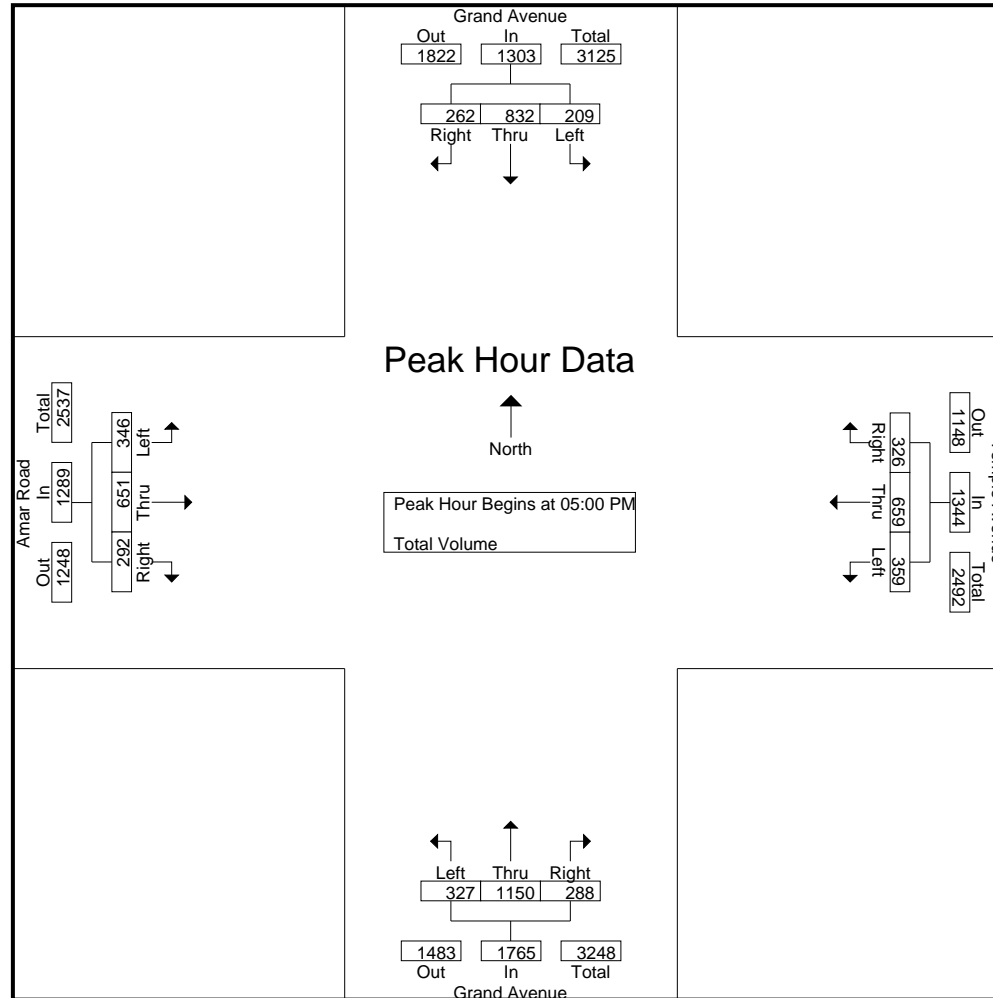 Grand Avenue
Out In Total
1822 1303 3125
262 832 209
Right Thru Left
Peak Hour Data
North
Peak Hour Begins at 05:00 PM
Total Volume
Amar Road
Out In Total
1248 1289 2537
292 651 346
Right Thru Left
Out In Total
1148 1344 2492
326 659 359
Right Thru Left
Left Thru Right
327 1150 288
1483 1765 3248
Out In Total
Grand Avenue